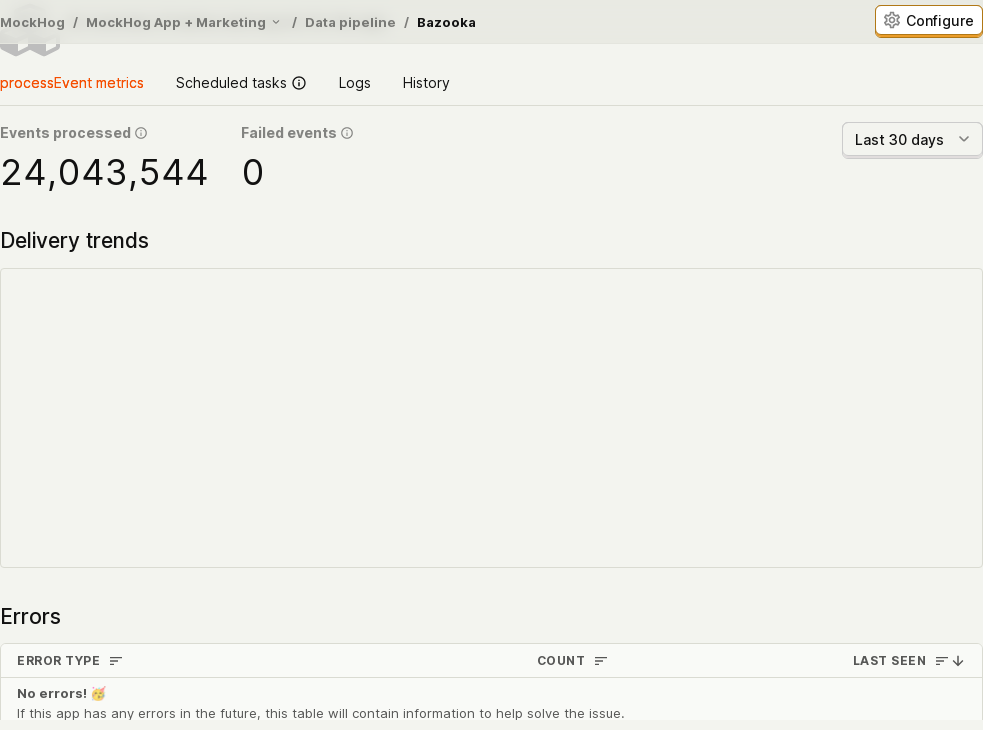 MockHog / MockHog App + Marketing / Data pipeline / Bazooka
Configure
processEvent metrics Scheduled tasks Logs History
Events processed Failed events
Last 30 days
24,043,544 0
Delivery trends
Errors
ERROR TYPE COUNT LAST SEEN
No errors! 🥳
If this app has any errors in the future, this table will contain information to help solve the issue.